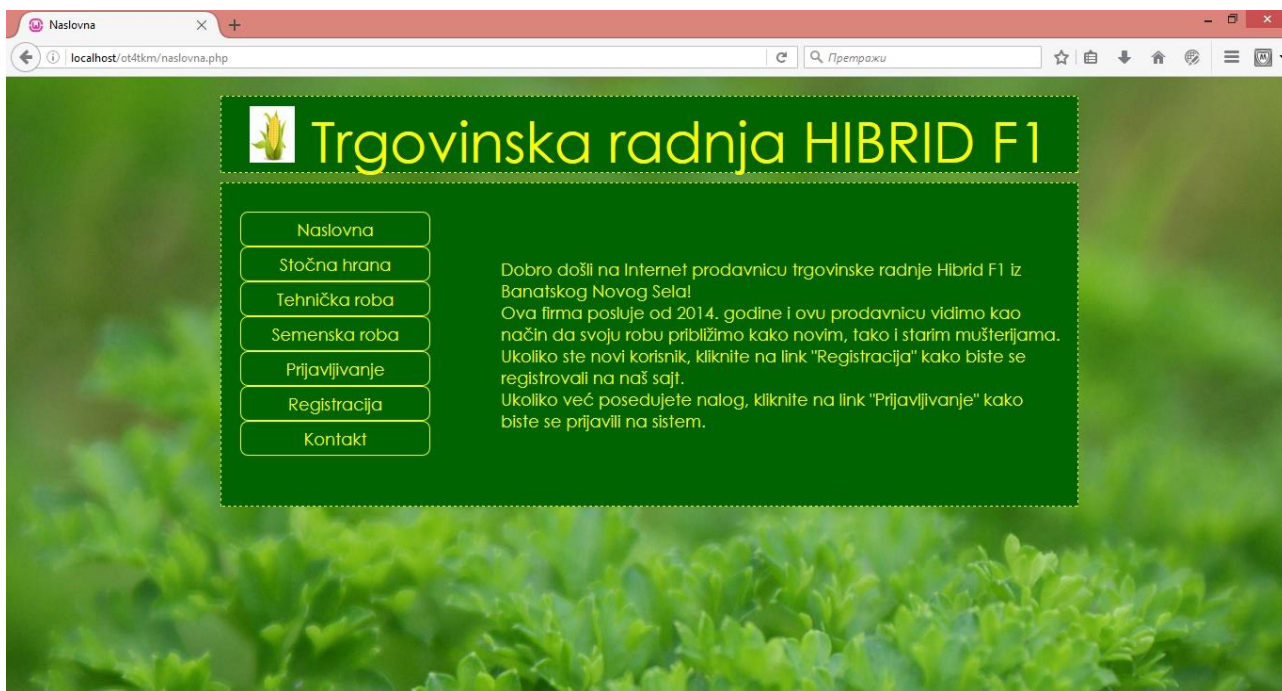 Naslovna
localhost/ot4tkm/naslovna.php
Претражи
Trgovinska radnja HIBRID F1
Naslovna
Stočna hrana
Tehnička roba
Semenska roba
Prijavljivanje
Registracija
Kontakt
Dobro došli na Internet prodavnicu trgovinske radnje Hibrid F1 iz
Banatskog Novog Sela!
Ova firma posluje od 2014. godine i ovu prodavnicu vidimo kao
način da svoju robu približimo kako novim, tako i starim mušterijama.
Ukoliko ste novi korisnik, kliknite na link "Registracija" kako biste se
registrovali na naš sajt.
Ukoliko već posedujete nalog, kliknite na link "Prijavljivanje" kako
biste se prijavili na sistem.